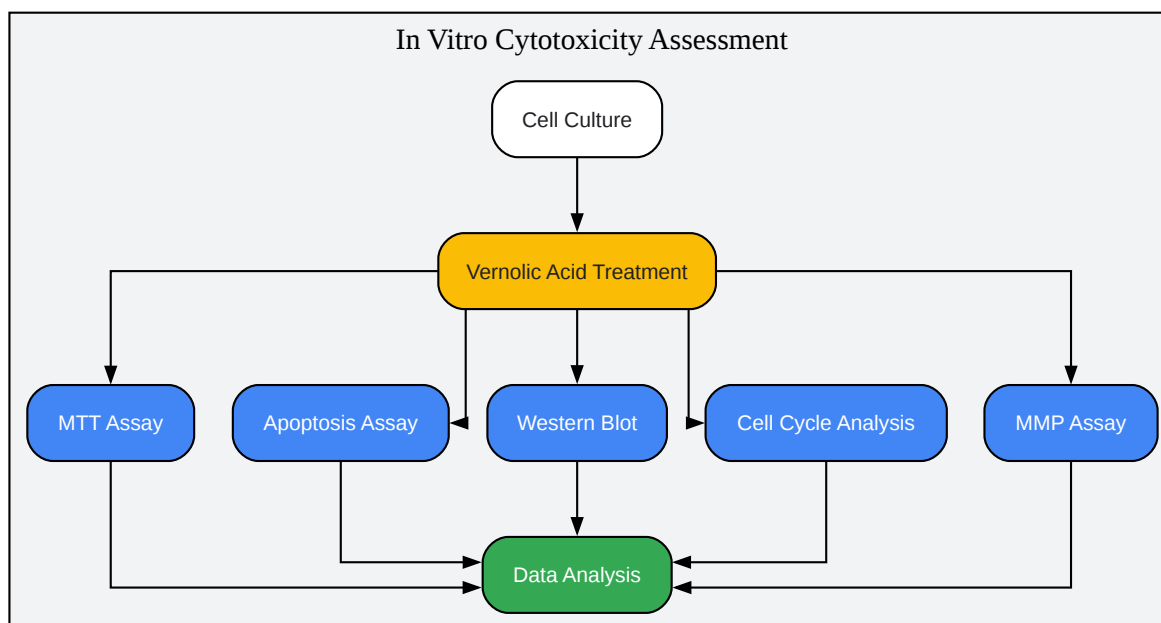 In Vitro Cytotoxicity Assessment
Cell Culture
Vernolic Acid Treatment
MTT Assay
Apoptosis Assay
Western Blot
Cell Cycle Analysis
MMP Assay
Data Analysis